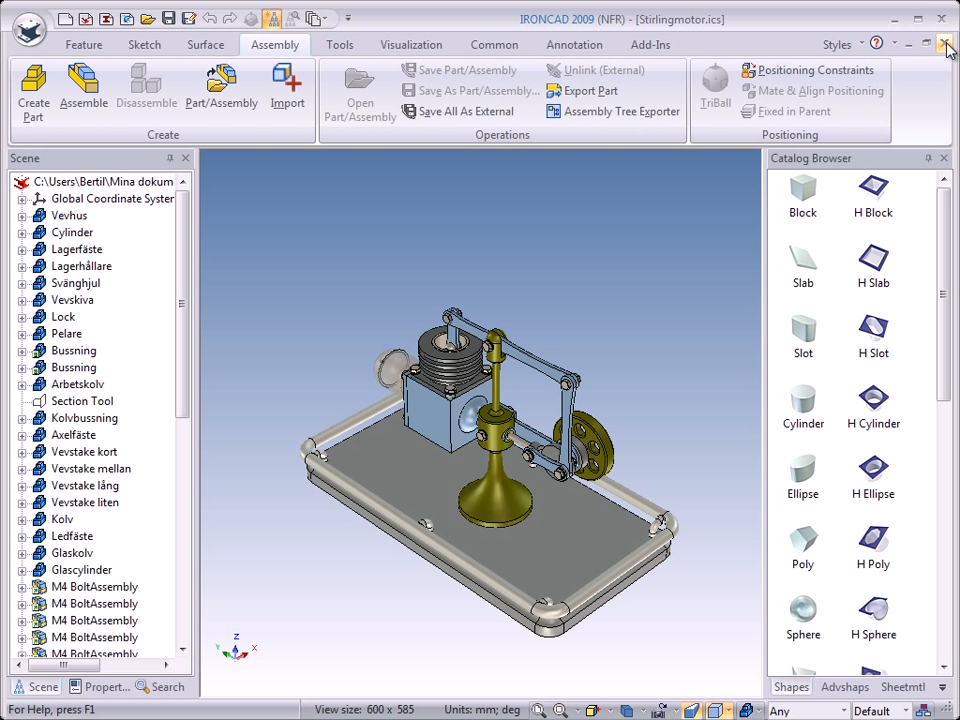 IRONCAD 2009 (NFR) - [Stirlingmotor.ics]
Feature Sketch Surface Assembly Tools Visualization Common Annotation Add-Ins Styles
Create Part
Assemble
Disassemble
Part/Assembly
Import
Create
Open Part/Assembly
Save Part/Assembly
Save As Part/Assembly...
Save All As External
Unlink (External)
Export Part
Assembly Tree Exporter
Operations
TriBall
Positioning Constraints
Mate & Align Positioning
Fixed in Parent
Positioning
Scene
C:\Users\Bertil\Mina dokum
Global Coordinate System
Vevhus
Cylinder
Lagerfäste
Lagerhållare
Svänghjul
Vevskiva
Lock
Pelare
Bussning
Bussning
Arbetskolv
Section Tool
Kolvbussning
Axelfäste
Vevstake kort
Vevstake mellan
Vevstake lång
Vevstake liten
Kolv
Ledfäste
Glaskolv
Glascylinder
M4 BoltAssembly
M4 BoltAssembly
M4 BoltAssembly
M4 BoltAssembly
M4 BoltAssembly
Scene Propert... Search
Z
Y X
Catalog Browser
Block H Block
Slab H Slab
Slot H Slot
Cylinder H Cylinder
Ellipse H Ellipse
Poly H Poly
Sphere H Sphere
Shapes Advshaps Sheetmtl
For Help, press F1 View size: 600 x 585 Units: mm; deg Any Default